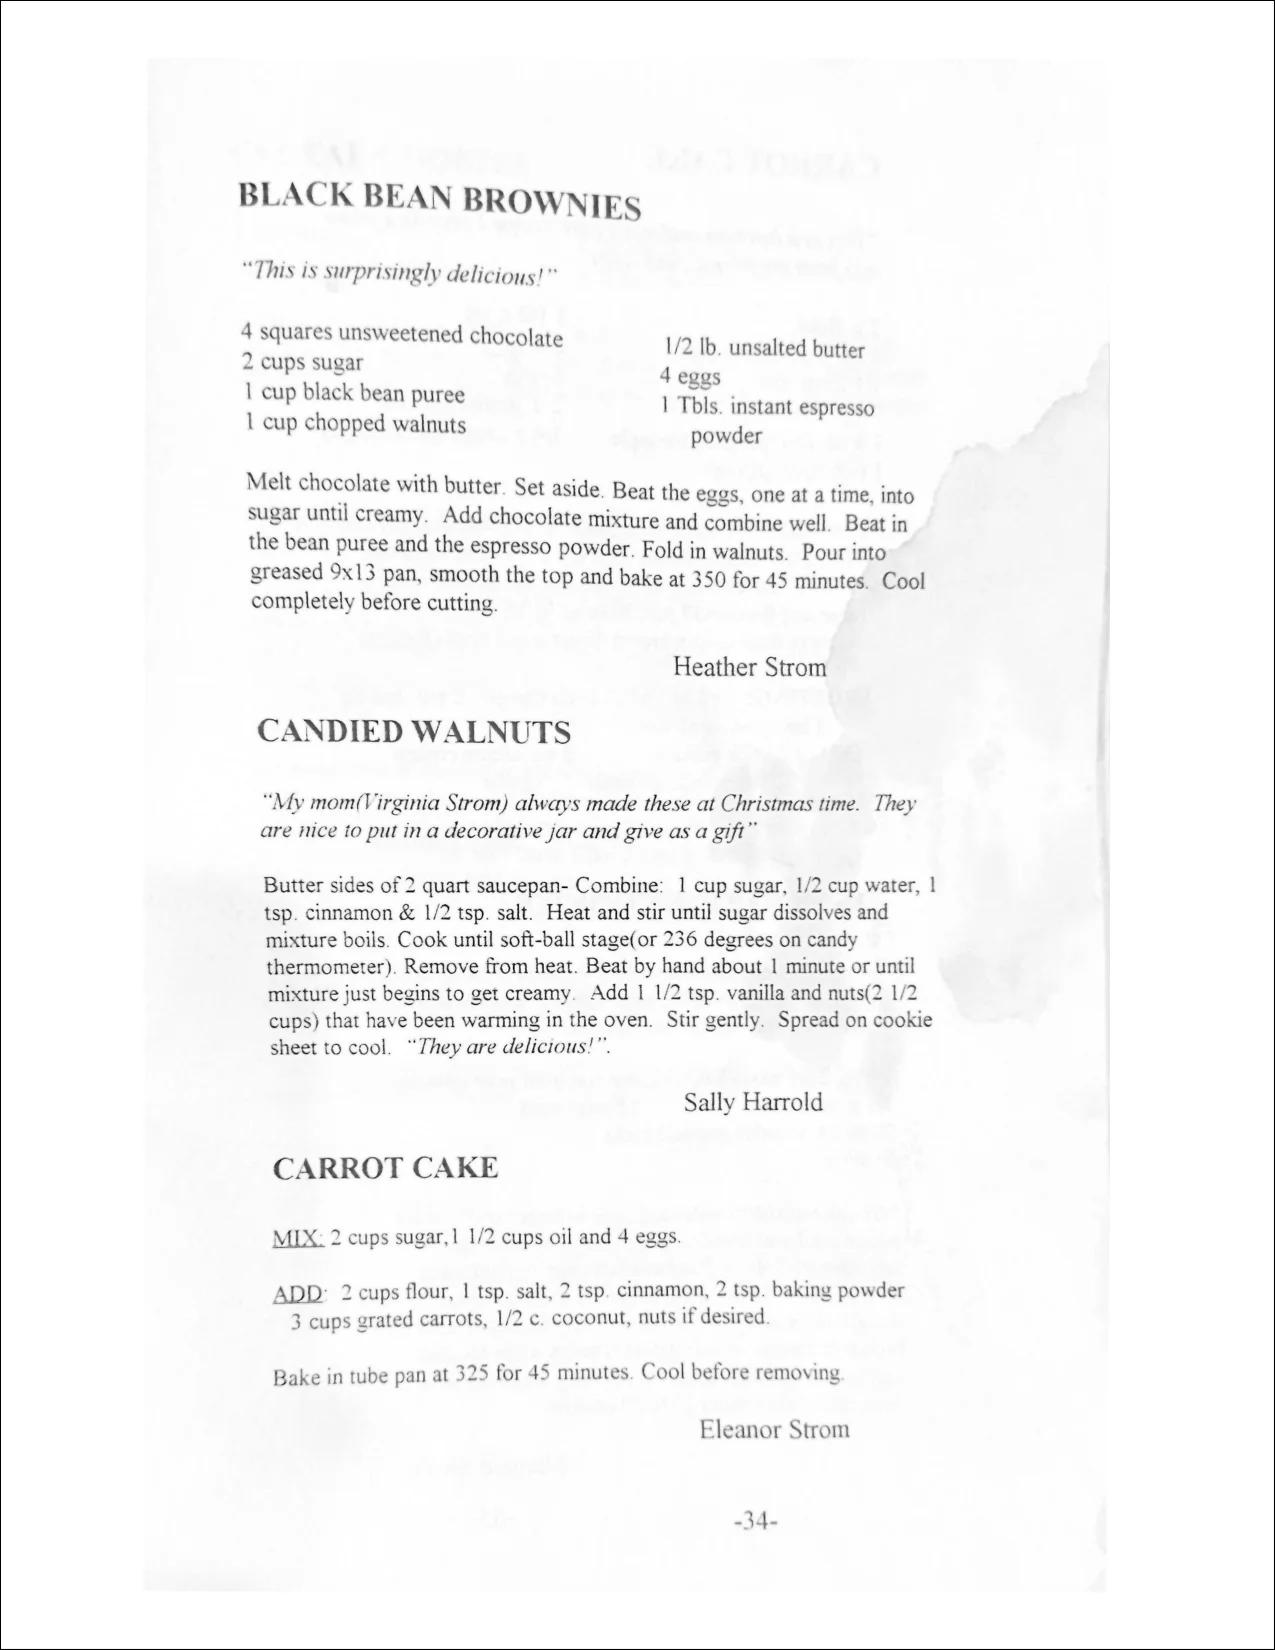 BLACK BEAN BROWNIES
"This is surprisingly delicious!"
4 squares unsweetened chocolate
2 cups sugar
1 cup black bean puree
1 cup chopped walnuts
1/2 lb. unsalted butter
4 eggs
1 Tbls. instant espresso
powder
Melt chocolate with butter. Set aside. Beat the eggs, one at a time, into
sugar until creamy. Add chocolate mixture and combine well. Beat in
the bean puree and the espresso powder. Fold in walnuts. Pour into
greased 9x13 pan, smooth the top and bake at 350 for 45 minutes. Cool
completely before cutting.
Heather Strom
CANDIED WALNUTS
"My mom(Virginia Strom) always made these at Christmas time. They
are nice to put in a decorative jar and give as a gift"
Butter sides of 2 quart saucepan- Combine: 1 cup sugar, 1/2 cup water, 1
tsp. cinnamon & 1/2 tsp. salt. Heat and stir until sugar dissolves and
mixture boils. Cook until soft-ball stage(or 236 degrees on candy
thermometer). Remove from heat. Beat by hand about 1 minute or until
mixture just begins to get creamy. Add 1 1/2 tsp. vanilla and nuts(2 1/2
cups) that have been warming in the oven. Stir gently. Spread on cookie
sheet to cool. "They are delicious!".
Sally Harrold
CARROT CAKE
MIX: 2 cups sugar,1 1/2 cups oil and 4 eggs.
ADD: 2 cups flour, 1 tsp. salt, 2 tsp. cinnamon, 2 tsp. baking powder
3 cups grated carrots, 1/2 c. coconut, nuts if desired.
Bake in tube pan at 325 for 45 minutes. Cool before removing.
Eleanor Strom
-34-